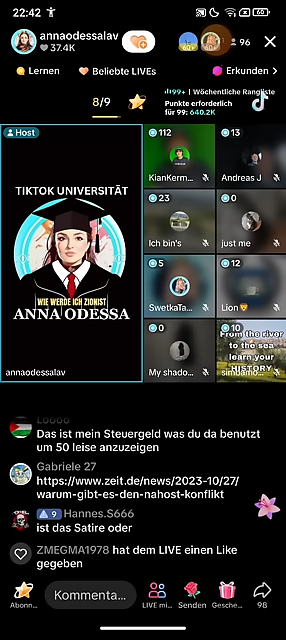 22:42
60
annaodessalav
37.4K
60+
60+
96
Lernen
Beliebte LIVEs
Erkunden >
8/9
99+ | Wöchentliche Rangliste
Punkte erforderlich
für 99: 640.2K
Host
TIKTOK UNIVERSITÄT
WIE WERDE ICH ZIONIST
ANNA ODESSA
annaodessalav
112
KianKerm...
13
Andreas J
23
Ich bin's
0
just me
5
SwetkaTa...
12
Lion🦁
0
My shado...
10
From the river
to the sea
learn your
HISTORY
Das ist mein Steuergeld was du da benutzt
um 50 leise anzuzeigen
Gabriele 27
https://www.zeit.de/news/2023-10/27/
warum-gibt-es-den-nahost-konflikt
9 Hannes.S666
ist das Satire oder
ZMEGMA1978 hat dem LIVE einen Like
gegeben
Abonn...
Kommenta...
LIVE mi...
Senden
Gesche...
98